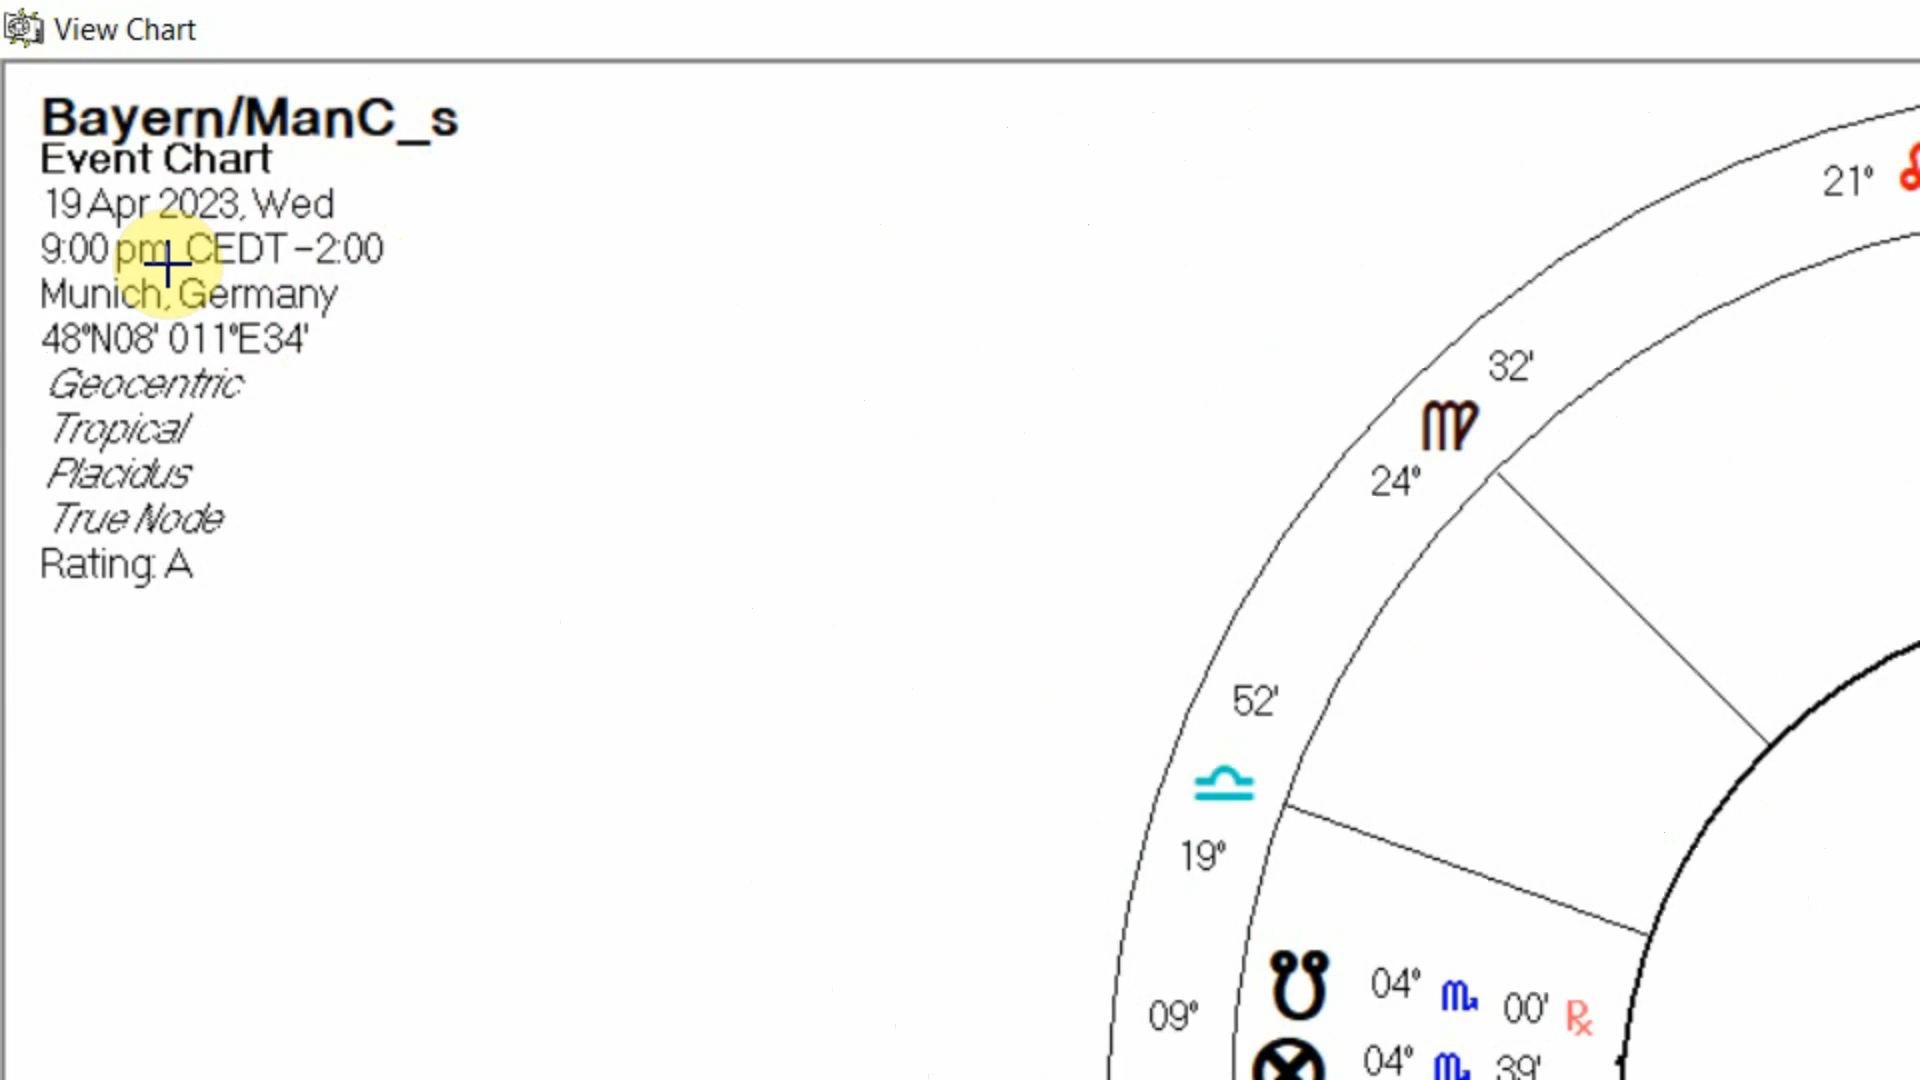 View Chart
Bayern/ManC_s
Event Chart
19 Apr 2023, Wed
9:00 pm, CEDT -2:00
Munich, Germany
48°N08' 011°E34'
Geocentric
Tropical
Placidus
True Node
Rating: A
21° ♌
32'
♍
24°
52'
♎
19°
☋ 04° ♏ 00' ℞
09°
⊗ 04° ♏ 39'